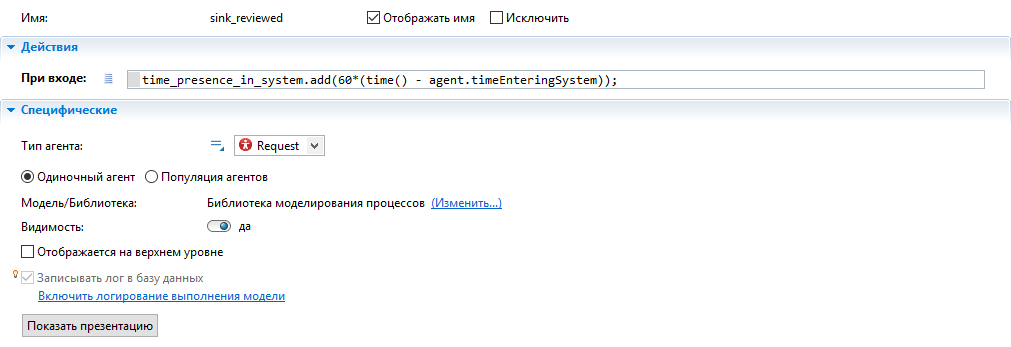 Имя: sink_reviewed Отображать имя Исключить
Действия
При входе: time_presence_in_system.add(60*(time() - agent.timeEnteringSystem));
Специфические
Тип агента: Request
Одиночный агент Популяция агентов
Модель/Библиотека: Библиотека моделирования процессов (Изменить...)
Видимость: да
Отображается на верхнем уровне
Записывать лог в базу данных
Включить логирование выполнения модели
Показать презентацию